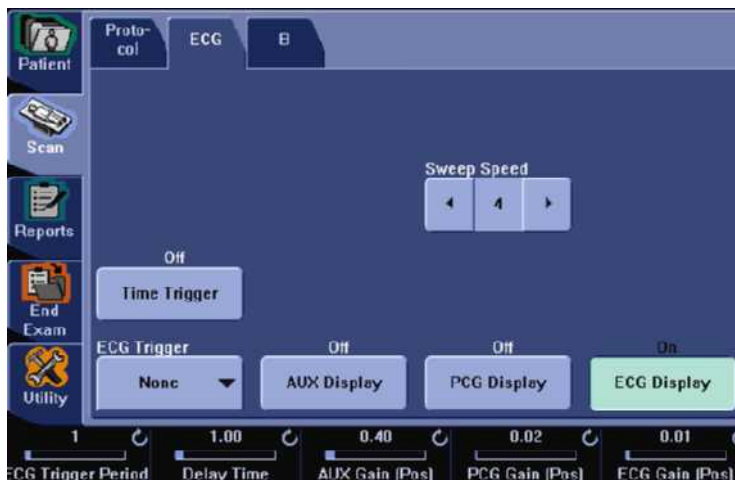 Patient
Proto-
col
ECG
B
Scan
Sweep Speed
4
Reports
Off
Time Trigger
End
Exam
ECG Trigger
Off
Off
On
None
AUX Display
PCG Display
ECG Display
Utility
1
1.00
0.40
0.02
0.01
ECG Trigger Period
Delay Time
AUX Gain (Pos)
PCG Gain (Pos)
ECG Gain (Pos)